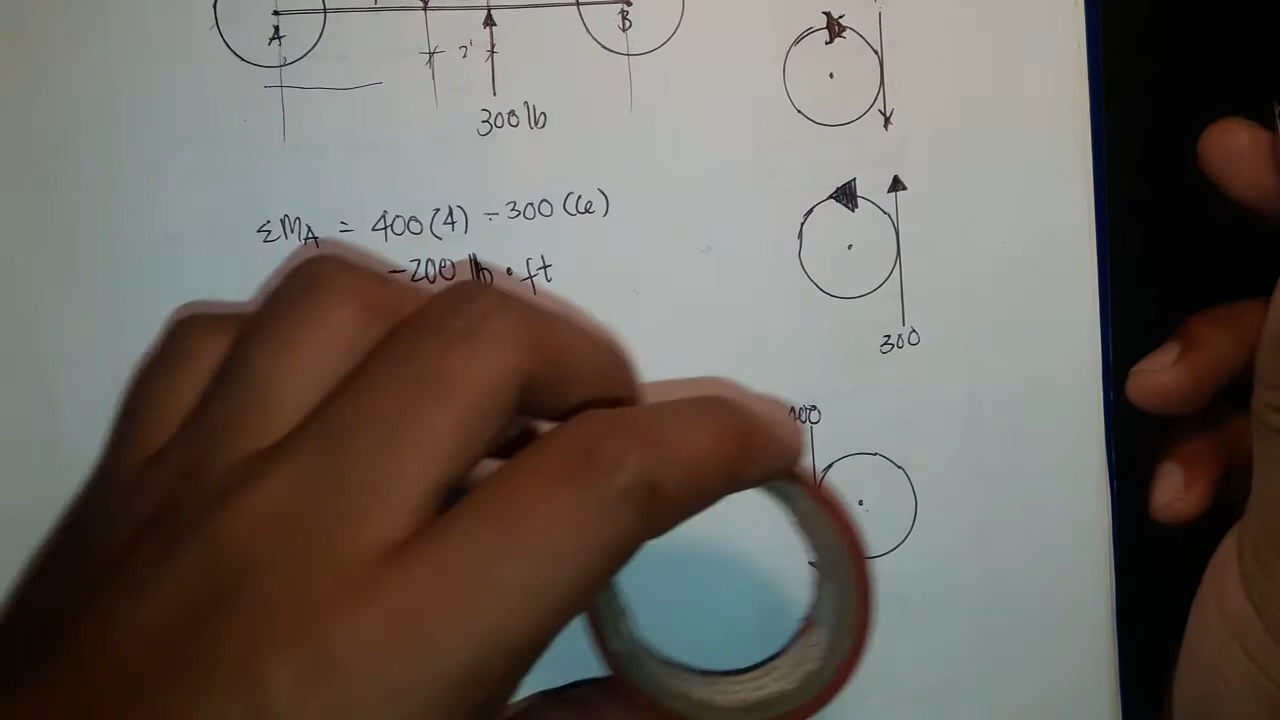 A
B
2'
300 lb
ΣMA = 400(4) - 300(6)
-200 lb · ft
300
400